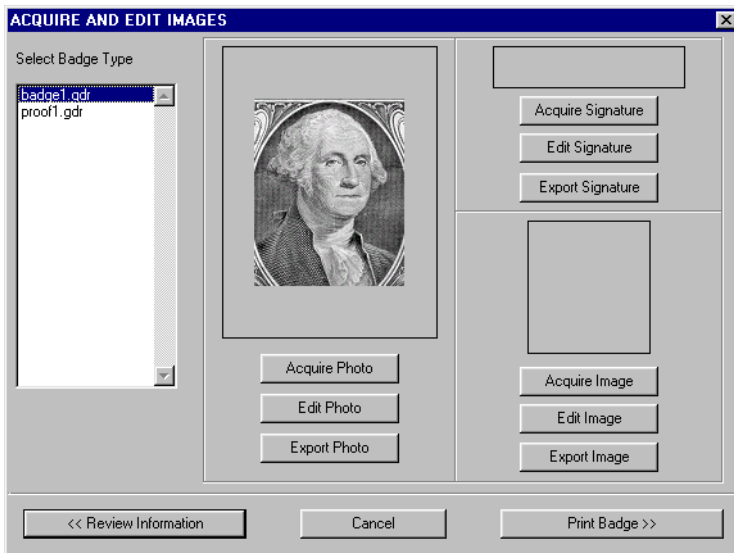 ACQUIRE AND EDIT IMAGES
Select Badge Type
badge1.gdr
proof1.gdr
Acquire Photo
Edit Photo
Export Photo
Acquire Signature
Edit Signature
Export Signature
Acquire Image
Edit Image
Export Image
<< Review Information
Cancel
Print Badge >>